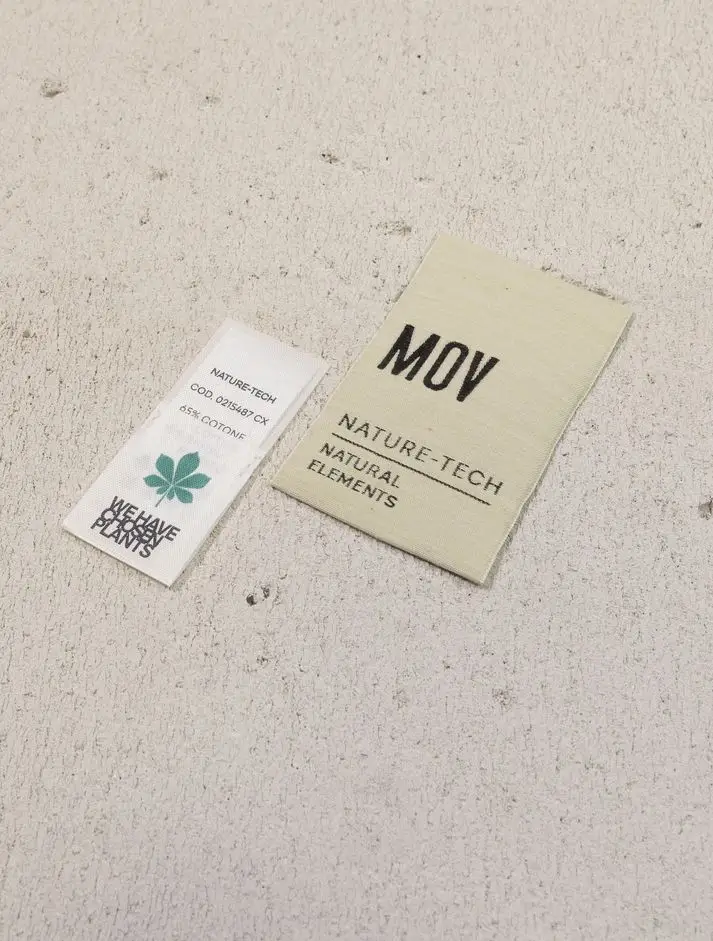 NATURE-TECH
COD. 0215487 CX
65% COTONE
WE HAVE
CHOSEN
PLANTS
MOV
NATURE-TECH
NATURAL
ELEMENTS